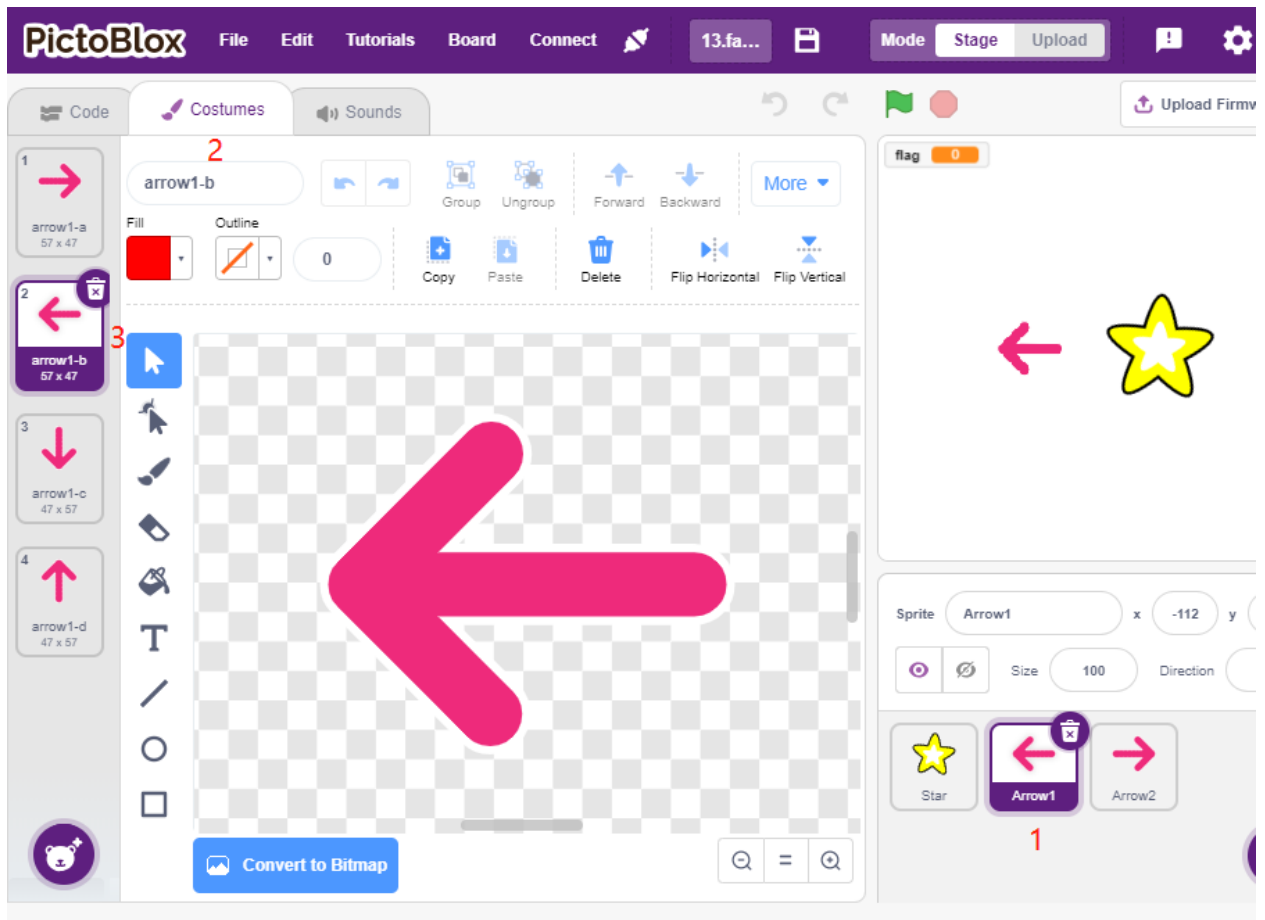 PictoBlox File Edit Tutorials Board Connect 13.fa... Mode Stage Upload
Code Costumes Sounds Upload Firmw
2
flag 0
1
arrow1-a
57 x 47
2
arrow1-b
57 x 47
3
3
arrow1-c
47 x 57
4
arrow1-d
47 x 57
arrow1-b
Group Ungroup Forward Backward More
Fill Outline
0
Copy Paste Delete Flip Horizontal Flip Vertical
T
Convert to Bitmap
Sprite Arrow1 x -112 y
Size 100 Direction
Star Arrow1 Arrow2
1